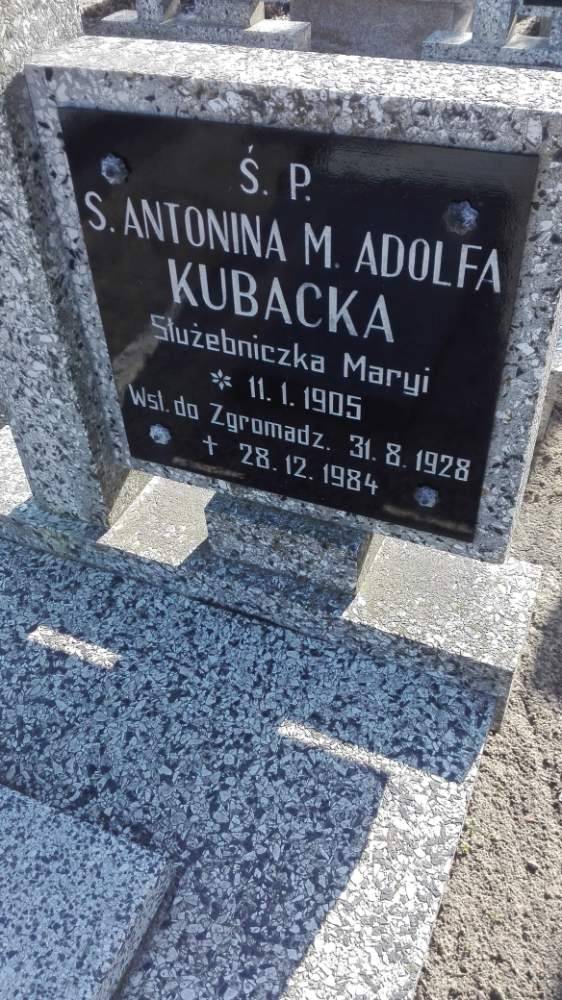 Ś. P.
S. ANTONINA M. ADOLFA
KUBACKA
Służebniczka Maryi
* 11. 1. 1905
Wst. do Zgromadz. 31. 8. 1928
† 28. 12. 1984